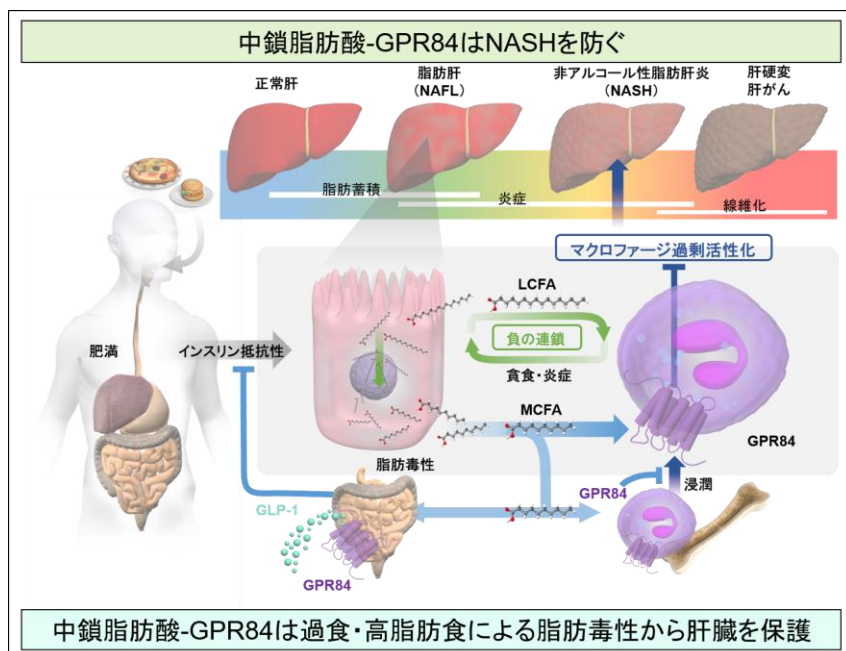 中鎖脂肪酸-GPR84はNASHを防ぐ
正常肝
脂肪肝
（NAFL）
非アルコール性脂肪肝炎
（NASH）
肝硬変
肝がん
脂肪蓄積
炎症
線維化
マクロファージ過剰活性化
LCFA
負の連鎖
貪食・炎症
肥満
インスリン抵抗性
MCFA
GPR84
脂肪毒性
GPR84
浸潤
GLP-1
GPR84
中鎖脂肪酸-GPR84は過食・高脂肪食による脂肪毒性から肝臓を保護